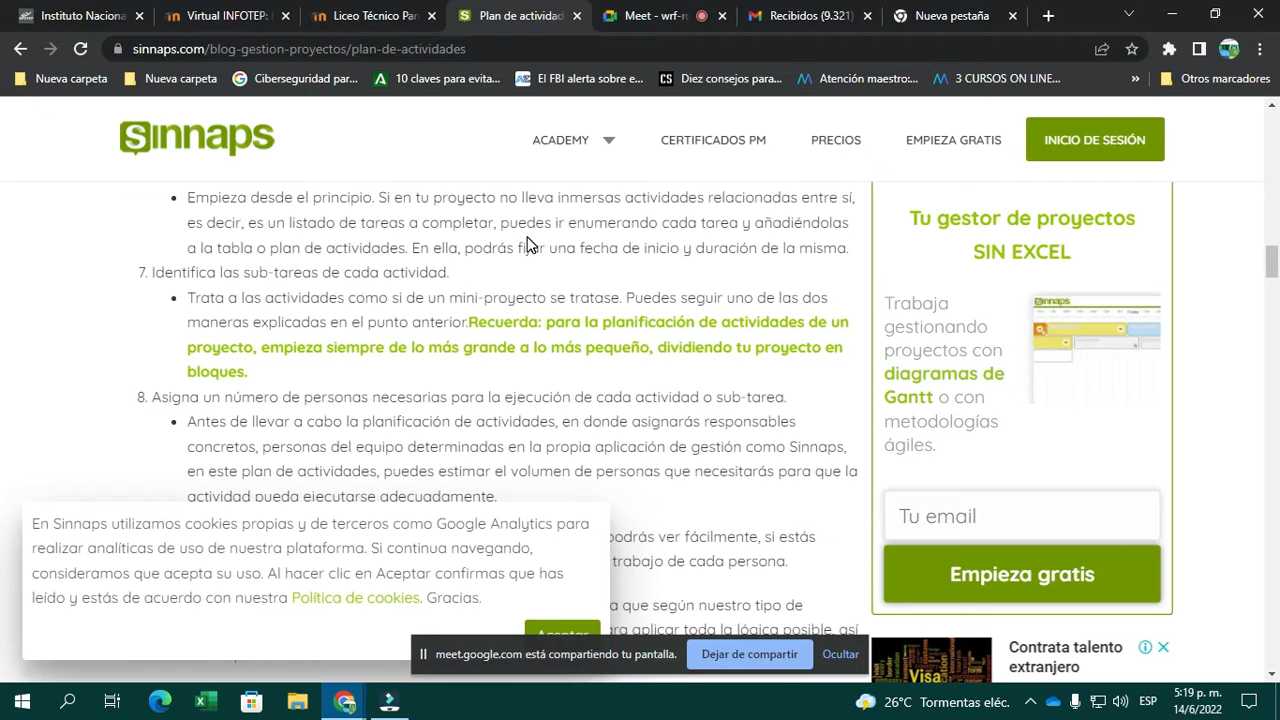 Instituto Naciona
Virtual INFOTEP:
Liceo Técnico Par
Plan de actividad
Meet - wrf-ro
Recibidos (9.321)
Nueva pestaña
sinnaps.com/blog-gestion-proyectos/plan-de-actividades
Nueva carpeta
Nueva carpeta
Ciberseguridad par...
10 claves para evita...
El FBI alerta sobre e...
Diez consejos para...
Atención maestro:...
3 CURSOS ON LINE...
»
Otros marcadores
sinnaps
ACADEMY
CERTIFICADOS PM
PRECIOS
EMPIEZA GRATIS
INICIO DE SESIÓN
• Empieza desde el principio. Si en tu proyecto no lleva inmersas actividades relacionadas entre sí,
es decir, es un listado de tareas a completar, puedes ir enumerando cada tarea y añadiéndolas
a la tabla o plan de actividades. En ella, podrás fijar una fecha de inicio y duración de la misma.
7. Identifica las sub-tareas de cada actividad.
• Trata a las actividades como si de un mini-proyecto se tratase. Puedes seguir uno de las dos
maneras explicadas en el punto anterior.Recuerda: para la planificación de actividades de un
proyecto, empieza siempre de lo más grande a lo más pequeño, dividiendo tu proyecto en
bloques.
8. Asigna un número de personas necesarias para la ejecución de cada actividad o sub-tarea.
• Antes de llevar a cabo la planificación de actividades, en donde asignarás responsables
concretos, personas del equipo determinadas en la propia aplicación de gestión como Sinnaps,
en este plan de actividades, puedes estimar el volumen de personas que necesitarás para que la
actividad pueda ejecutarse adecuadamente.
podrás ver fácilmente, si estás
trabajo de cada persona.
a que según nuestro tipo de
ara aplicar toda la lógica posible, así
Tu gestor de proyectos
SIN EXCEL
Trabaja
gestionando
proyectos con
diagramas de
Gantt o con
metodologías
ágiles.
Sinnaps
Tu email
Empieza gratis
Visa
Contrata talento
extranjero
En Sinnaps utilizamos cookies propias y de terceros como Google Analytics para
realizar analíticas de uso de nuestra plataforma. Si continua navegando,
consideramos que acepta su uso. Al hacer clic en Aceptar confirmas que has
leído y estás de acuerdo con nuestra Política de cookies. Gracias.
Aceptar
meet.google.com está compartiendo tu pantalla.
Dejar de compartir
Ocultar
26°C Tormentas eléc.
ESP
5:19 p. m.
14/6/2022